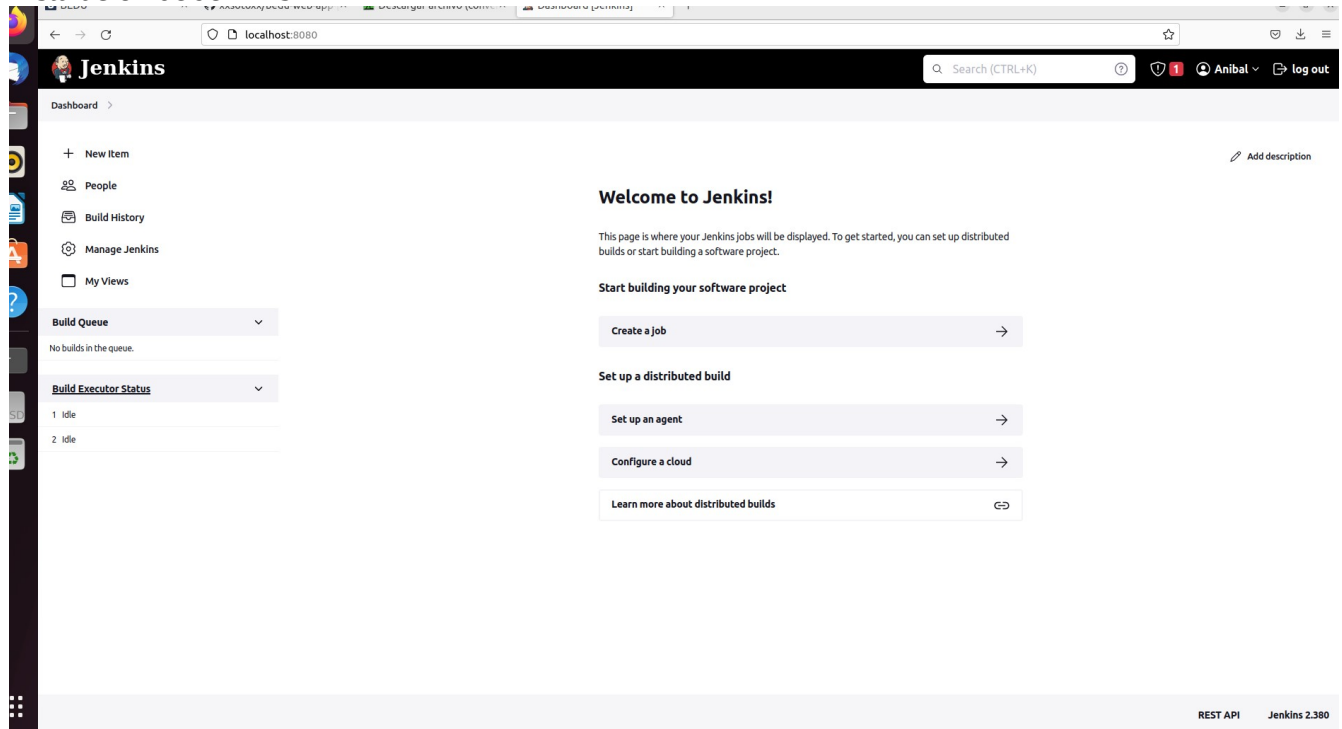 localhost:8080
Jenkins
Search (CTRL+K)
1
Anibal
log out
Dashboard
New Item
People
Build History
Manage Jenkins
My Views
Build Queue
No builds in the queue.
Build Executor Status
1 Idle
2 Idle
Add description
Welcome to Jenkins!
This page is where your Jenkins jobs will be displayed. To get started, you can set up distributed
builds or start building a software project.
Start building your software project
Create a job
Set up a distributed build
Set up an agent
Configure a cloud
Learn more about distributed builds
REST API
Jenkins 2.380